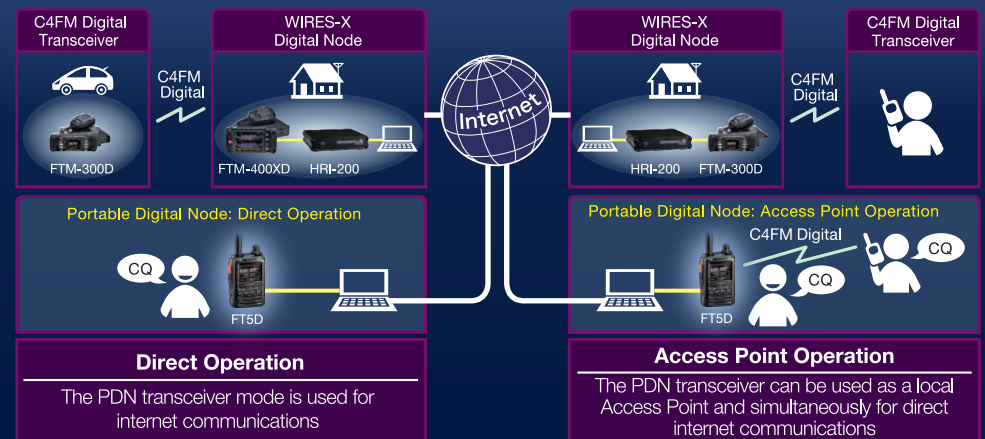 C4FM Digital
Transceiver
C4FM
Digital
FTM-300D
WIRES-X
Digital Node
FTM-400XD
HRI-200
Internet
WIRES-X
Digital Node
HRI-200
FTM-300D
C4FM
Digital
C4FM Digital
Transceiver
Portable Digital Node: Direct Operation
CQ
FT5D
Portable Digital Node: Access Point Operation
C4FM Digital
CQ
CQ
FT5D
Direct Operation
The PDN transceiver mode is used for
internet communications
Access Point Operation
The PDN transceiver can be used as a local
Access Point and simultaneously for direct
internet communications